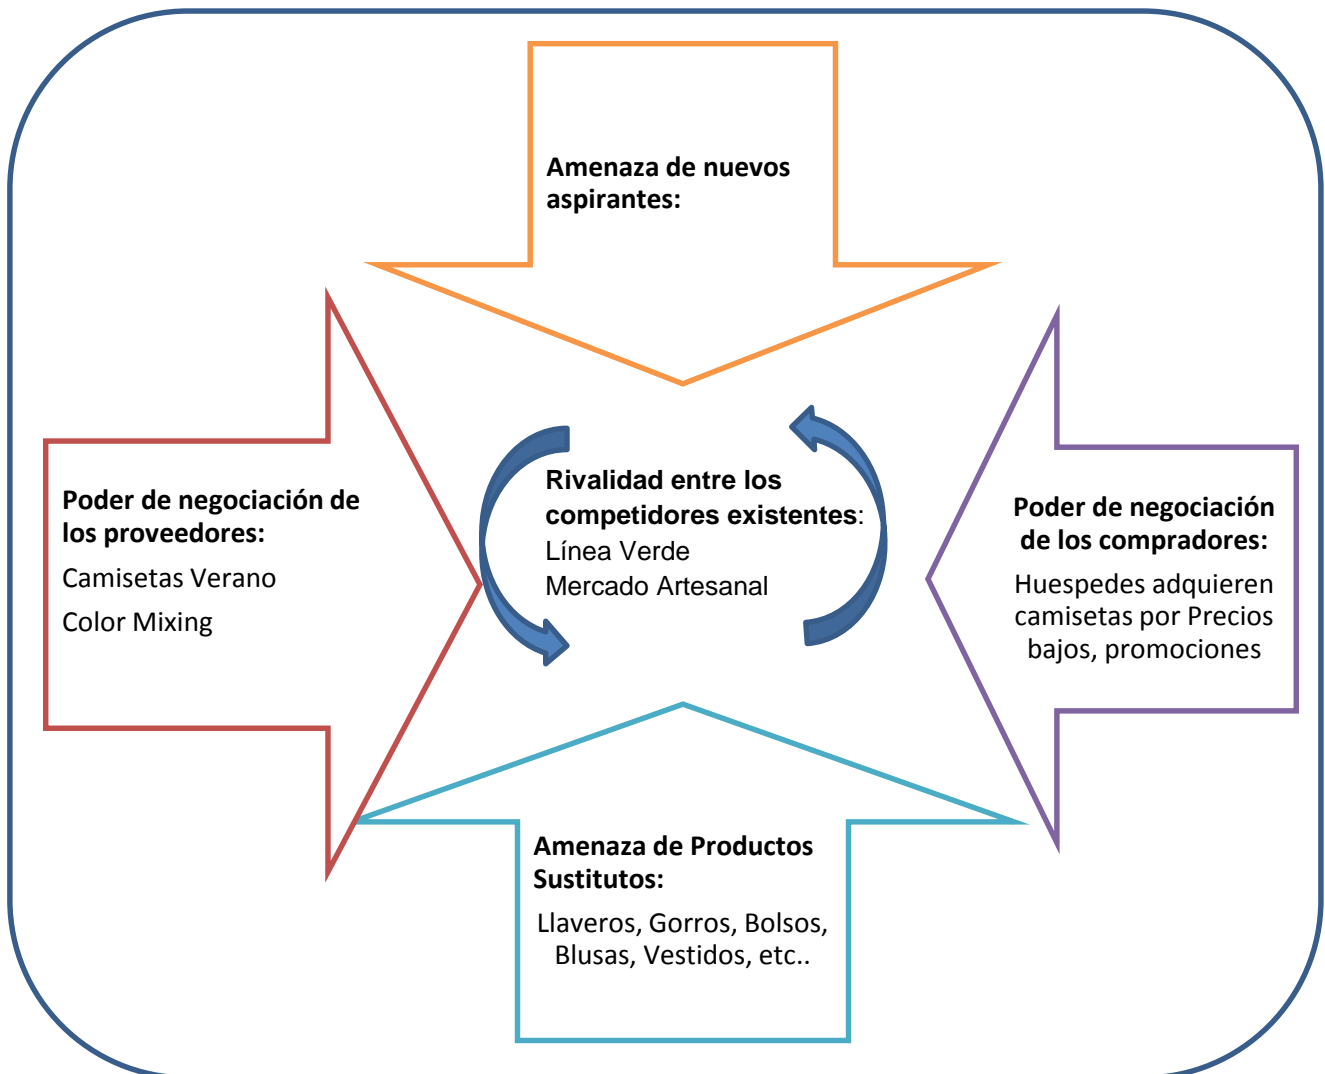 Amenaza de nuevos
aspirantes:
Poder de negociación de
los proveedores:
Camisetas Verano
Color Mixing
Rivalidad entre los
competidores existentes:
Línea Verde
Mercado Artesanal
Poder de negociación
de los compradores:
Huespedes adquieren
camisetas por Precios
bajos, promociones
Amenaza de Productos
Sustitutos:
Llaveros, Gorros, Bolsos,
Blusas, Vestidos, etc..